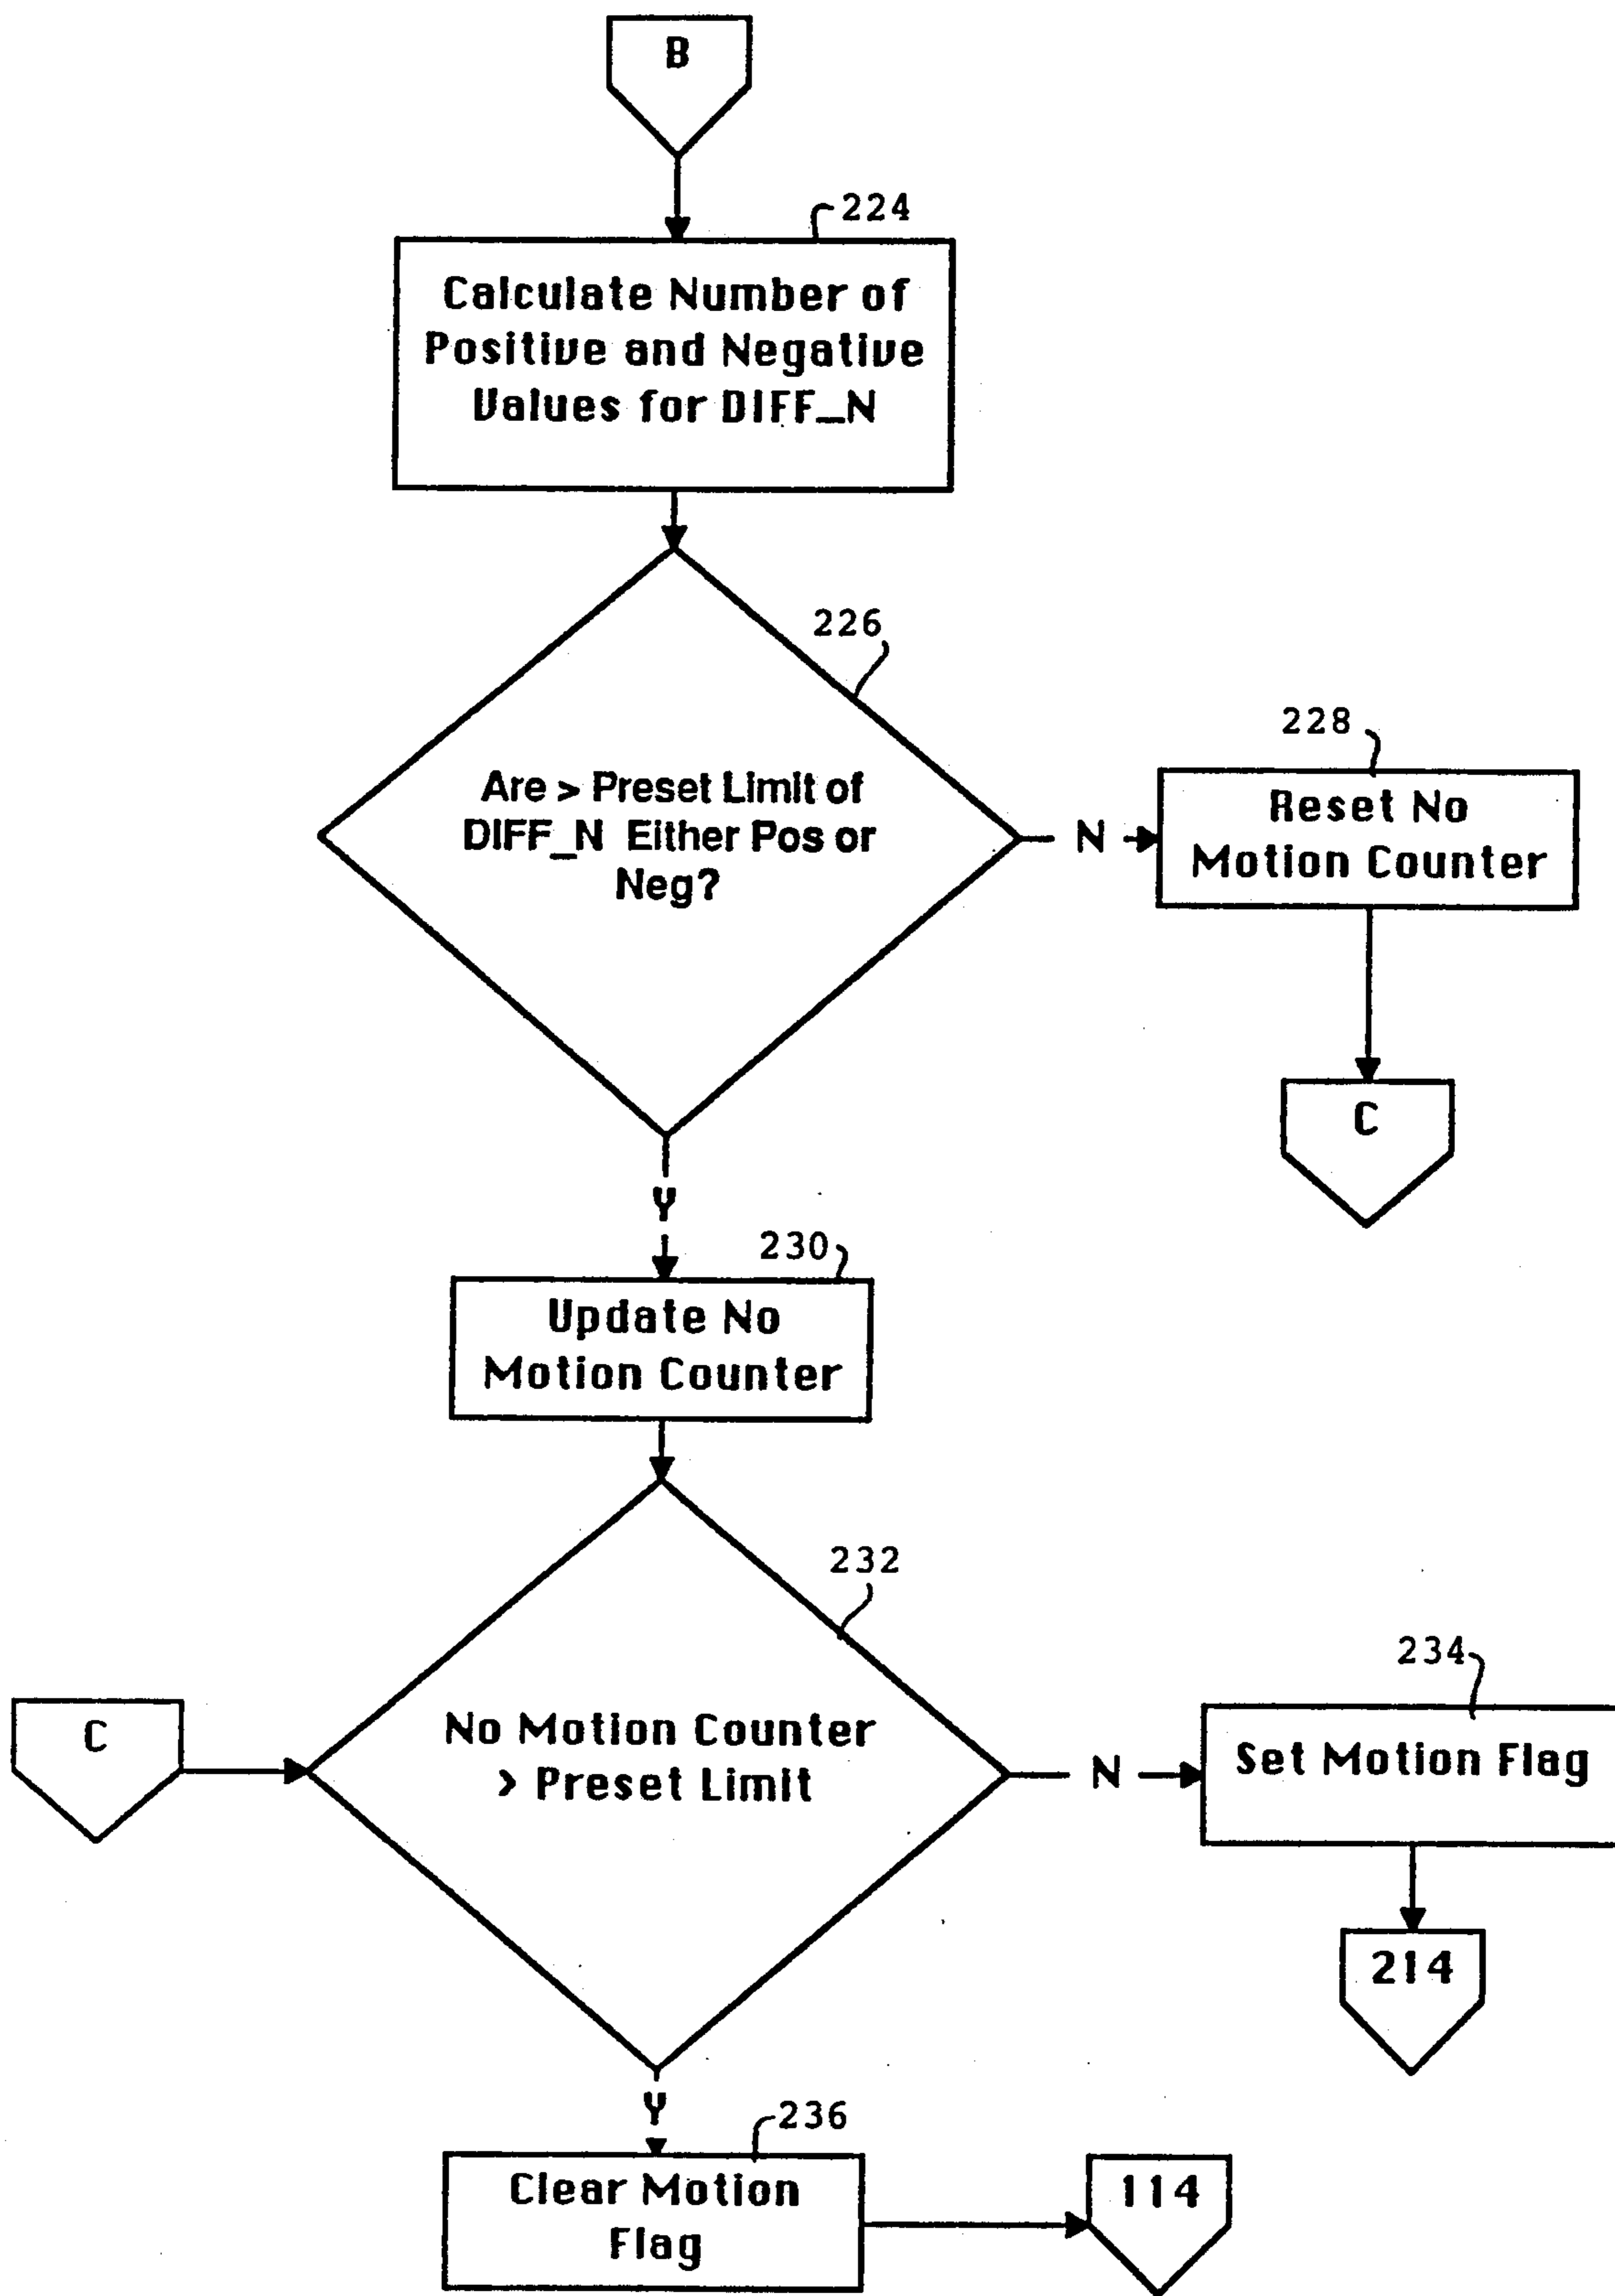 B
224
Calculate Number of
Positive and Negative
Values for DIFF_N
226
Are > Preset Limit of
DIFF_N Either Pos or
Neg?
N
228
Reset No
Motion Counter
C
Y
230
Update No
Motion Counter
232
C
No Motion Counter
> Preset Limit
N
234
Set Motion Flag
214
Y
236
Clear Motion
Flag
114